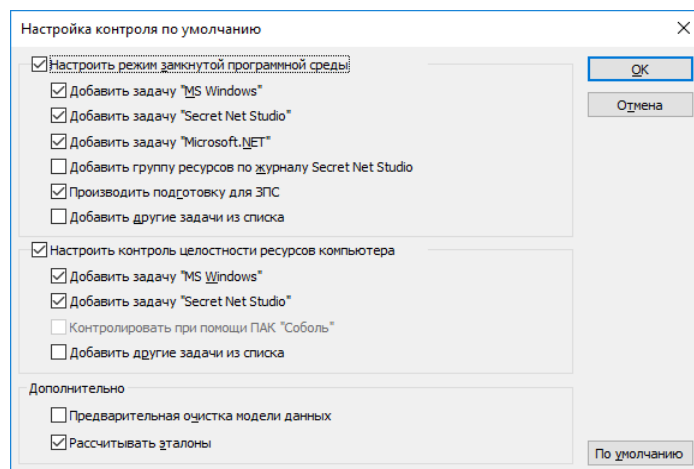 Настройка контроля по умолчанию
Настроить режим замкнутой программной среды
OK
Добавить задачу "MS Windows"
Отмена
Добавить задачу "Secret Net Studio"
Добавить задачу "Microsoft.NET"
Добавить группу ресурсов по журналу Secret Net Studio
Производить подготовку для ЗПС
Добавить другие задачи из списка
Настроить контроль целостности ресурсов компьютера
Добавить задачу "MS Windows"
Добавить задачу "Secret Net Studio"
Контролировать при помощи ПАК "Соболь"
Добавить другие задачи из списка
Дополнительно
Предварительная очистка модели данных
Рассчитывать эталоны
По умолчанию